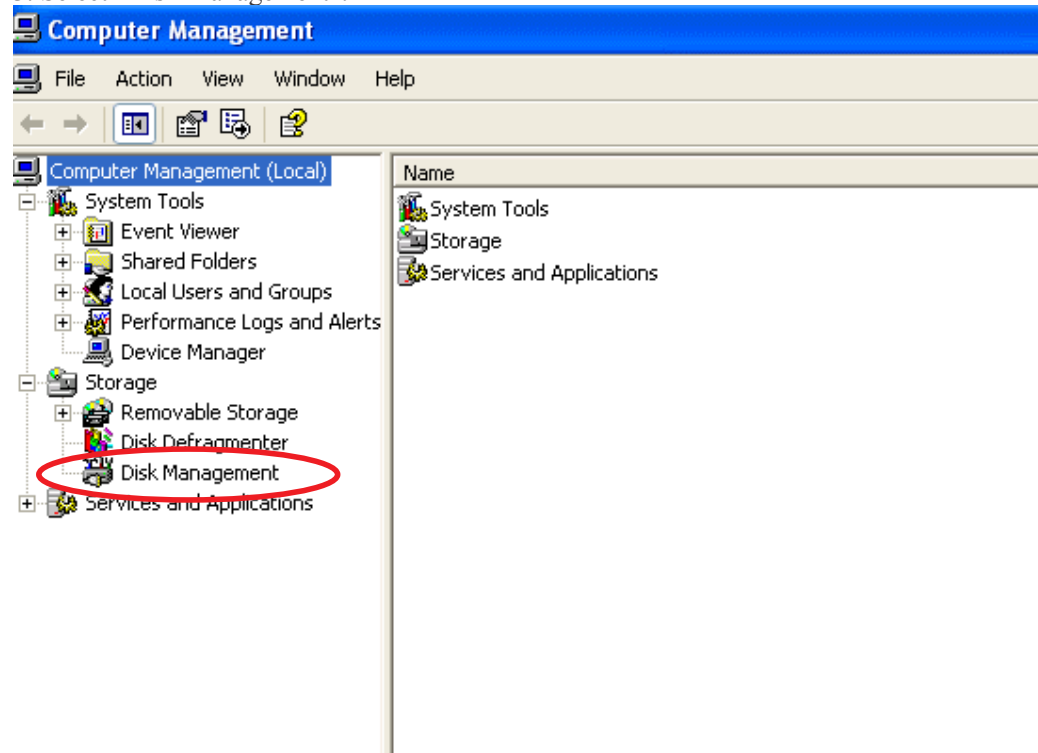 Computer Management
File Action View Window Help
Computer Management (Local)
System Tools
Event Viewer
Shared Folders
Local Users and Groups
Performance Logs and Alerts
Device Manager
Storage
Removable Storage
Disk Defragmenter
Disk Management
Services and Applications
Name
System Tools
Storage
Services and Applications